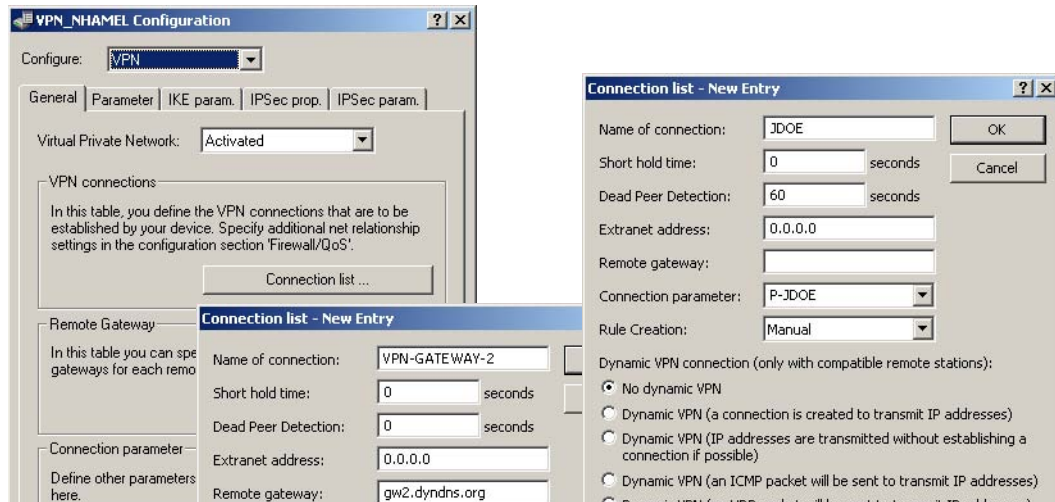 VPN_NHAMEL Configuration
Configure: VPN
General Parameter IKE param. IPSec prop. IPSec param.
Virtual Private Network: Activated
VPN connections
In this table, you define the VPN connections that are to be
established by your device. Specify additional net relationship
settings in the configuration section 'Firewall/QoS'.
Connection list ...
Remote Gateway
In this table you can spe
gateways for each remo
Connection parameter
Define other parameters
here.
Connection list - New Entry
Name of connection: VPN-GATEWAY-2
Short hold time: 0 seconds
Dead Peer Detection: 0 seconds
Extranet address: 0.0.0.0
Remote gateway: gw2.dyndns.org
Connection list - New Entry
Name of connection: JDOE
OK
Short hold time: 0 seconds
Cancel
Dead Peer Detection: 60 seconds
Extranet address: 0.0.0.0
Remote gateway:
Connection parameter: P-JDOE
Rule Creation: Manual
Dynamic VPN connection (only with compatible remote stations):
No dynamic VPN
Dynamic VPN (a connection is created to transmit IP addresses)
Dynamic VPN (IP addresses are transmitted without establishing a
connection if possible)
Dynamic VPN (an ICMP packet will be sent to transmit IP addresses)